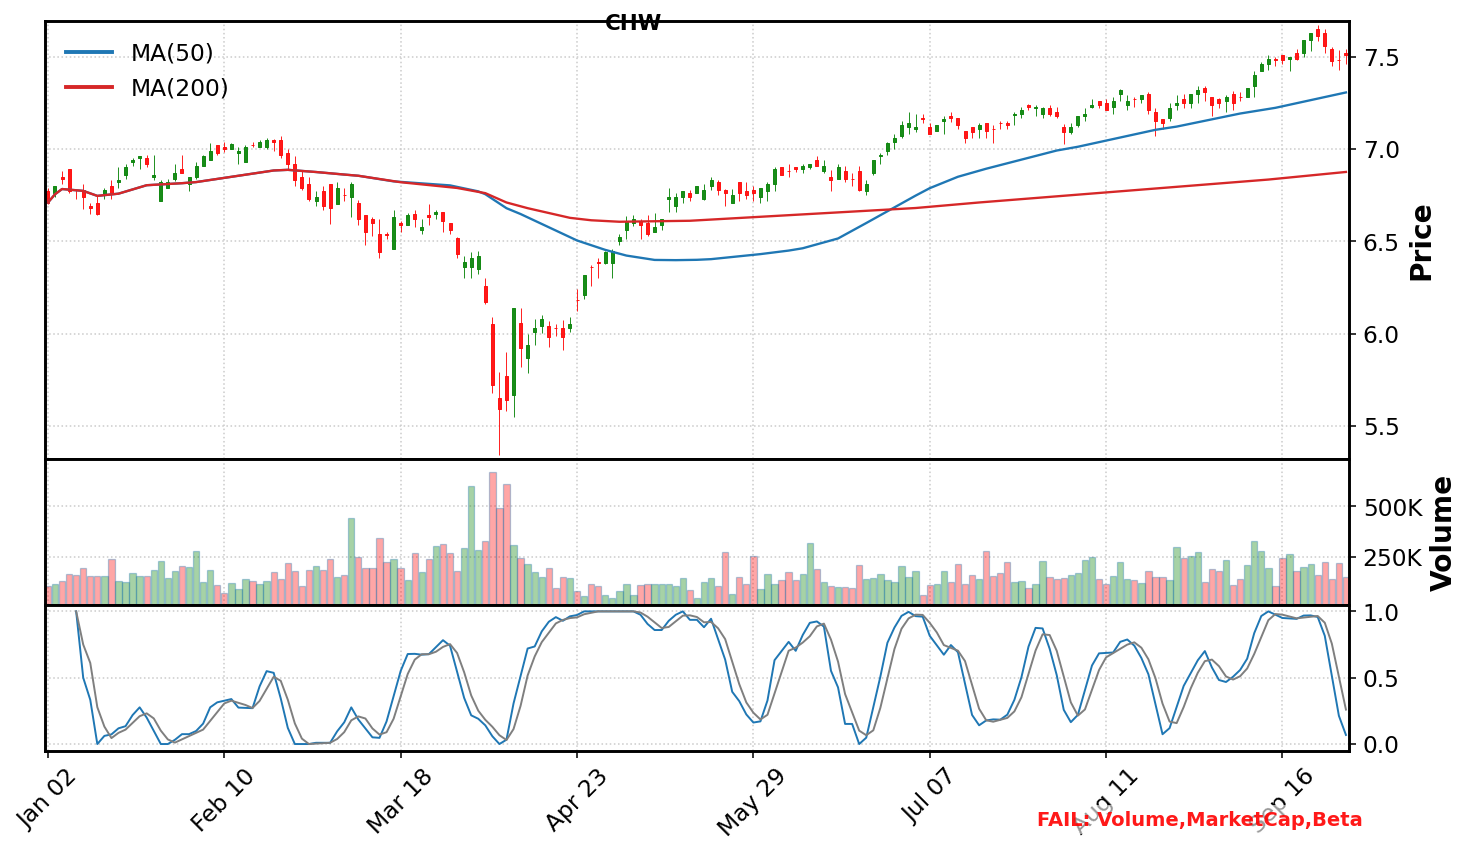 CHW
MA(50)
MA(200)
7.5
7.0
6.5
6.0
5.5
Price
500K
250K
Volume
1.0
0.5
0.0
Jan 02
Feb 10
Mar 18
Apr 23
May 29
Jul 07
Aug 11
Sep 16
FAIL: Volume,MarketCap,Beta